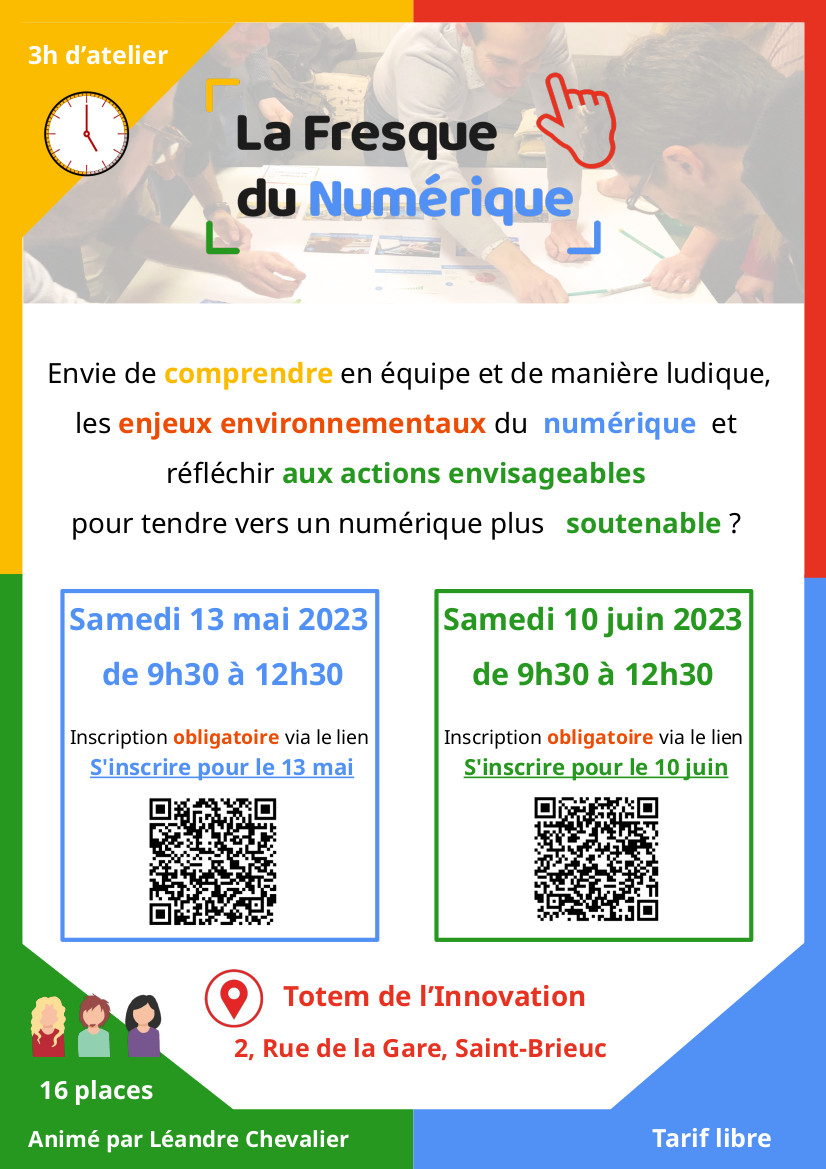 3h d’atelier
La Fresque
du Numérique
Envie de comprendre en équipe et de manière ludique,
les enjeux environnementaux du numérique et
réfléchir aux actions envisageables
pour tendre vers un numérique plus soutenable ?
Samedi 13 mai 2023
de 9h30 à 12h30
Inscription obligatoire via le lien
S'inscrire pour le 13 mai
Samedi 10 juin 2023
de 9h30 à 12h30
Inscription obligatoire via le lien
S'inscrire pour le 10 juin
Totem de l’Innovation
2, Rue de la Gare, Saint-Brieuc
16 places
Animé par Léandre Chevalier
Tarif libre